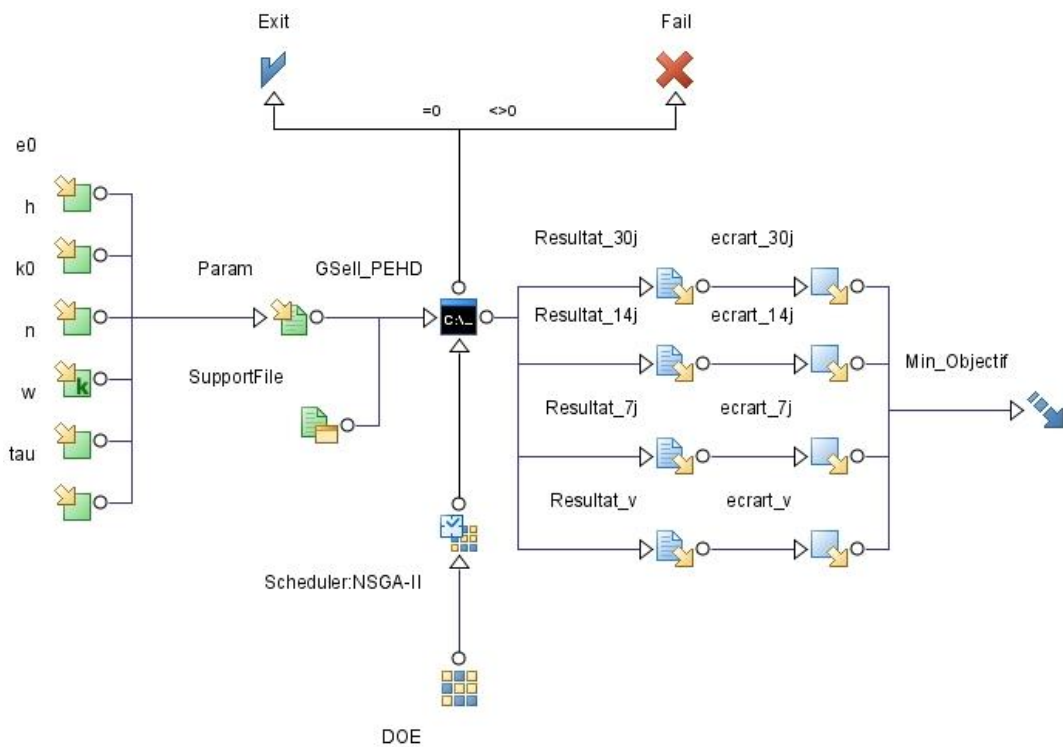 Exit
Fail
=0
<>0
e0
h
k0
n
w
tau
k
Param
GSell_PEHD
SupportFile
C:\_
Scheduler:NSGA-II
DOE
Resultat_30j
ecrart_30j
Resultat_14j
ecrart_14j
Resultat_7j
ecrart_7j
Resultat_v
ecrart_v
Min_Objectif